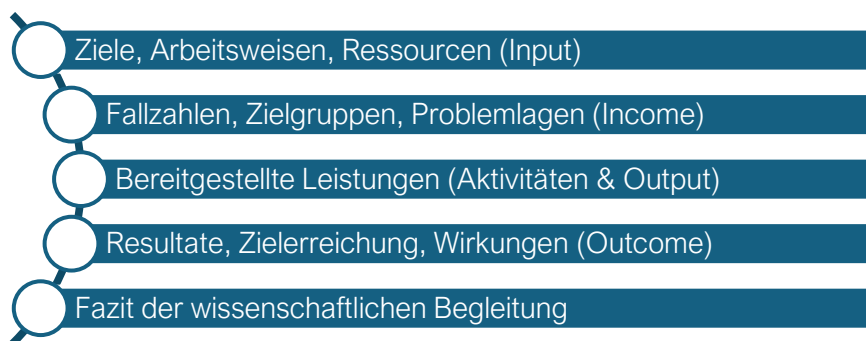 Ziele, Arbeitsweisen, Ressourcen (Input)
Fallzahlen, Zielgruppen, Problemlagen (Income)
Bereitgestellte Leistungen (Aktivitäten & Output)
Resultate, Zielerreichung, Wirkungen (Outcome)
Fazit der wissenschaftlichen Begleitung